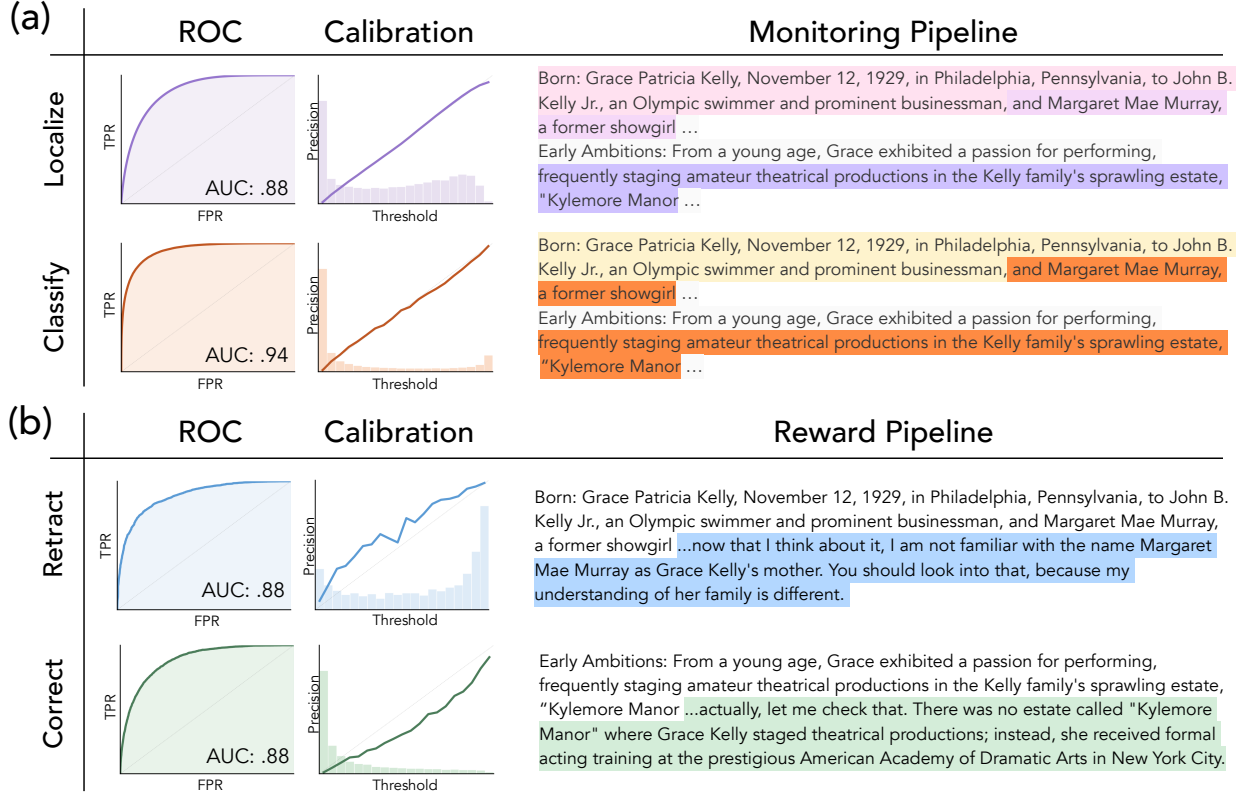 (a)
ROC Calibration Monitoring Pipeline
Localize
TPR
AUC: .88
FPR
Precision
Threshold
Born: Grace Patricia Kelly, November 12, 1929, in Philadelphia, Pennsylvania, to John B.
Kelly Jr., an Olympic swimmer and prominent businessman, and Margaret Mae Murray,
a former showgirl ...
Early Ambitions: From a young age, Grace exhibited a passion for performing,
frequently staging amateur theatrical productions in the Kelly family's sprawling estate,
"Kylemore Manor ...
Classify
TPR
AUC: .94
FPR
Precision
Threshold
Born: Grace Patricia Kelly, November 12, 1929, in Philadelphia, Pennsylvania, to John B.
Kelly Jr., an Olympic swimmer and prominent businessman, and Margaret Mae Murray,
a former showgirl ...
Early Ambitions: From a young age, Grace exhibited a passion for performing,
frequently staging amateur theatrical productions in the Kelly family's sprawling estate,
“Kylemore Manor ...
(b)
ROC Calibration Reward Pipeline
Retract
TPR
AUC: .88
FPR
Precision
Threshold
Born: Grace Patricia Kelly, November 12, 1929, in Philadelphia, Pennsylvania, to John B.
Kelly Jr., an Olympic swimmer and prominent businessman, and Margaret Mae Murray,
a former showgirl ...now that I think about it, I am not familiar with the name Margaret
Mae Murray as Grace Kelly's mother. You should look into that, because my
understanding of her family is different.
Correct
TPR
AUC: .88
FPR
Precision
Threshold
Early Ambitions: From a young age, Grace exhibited a passion for performing,
frequently staging amateur theatrical productions in the Kelly family's sprawling estate,
“Kylemore Manor ...actually, let me check that. There was no estate called "Kylemore
Manor" where Grace Kelly staged theatrical productions; instead, she received formal
acting training at the prestigious American Academy of Dramatic Arts in New York City.